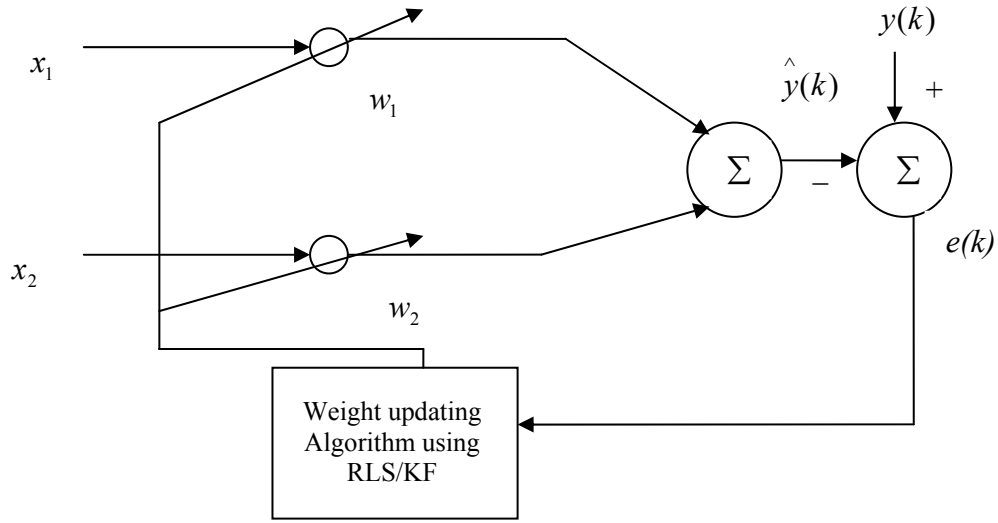 y(k)
x₁
ŷ(k)
+
w₁
Σ
Σ
−
x₂
e(k)
w₂
Weight updating
Algorithm using
RLS/KF